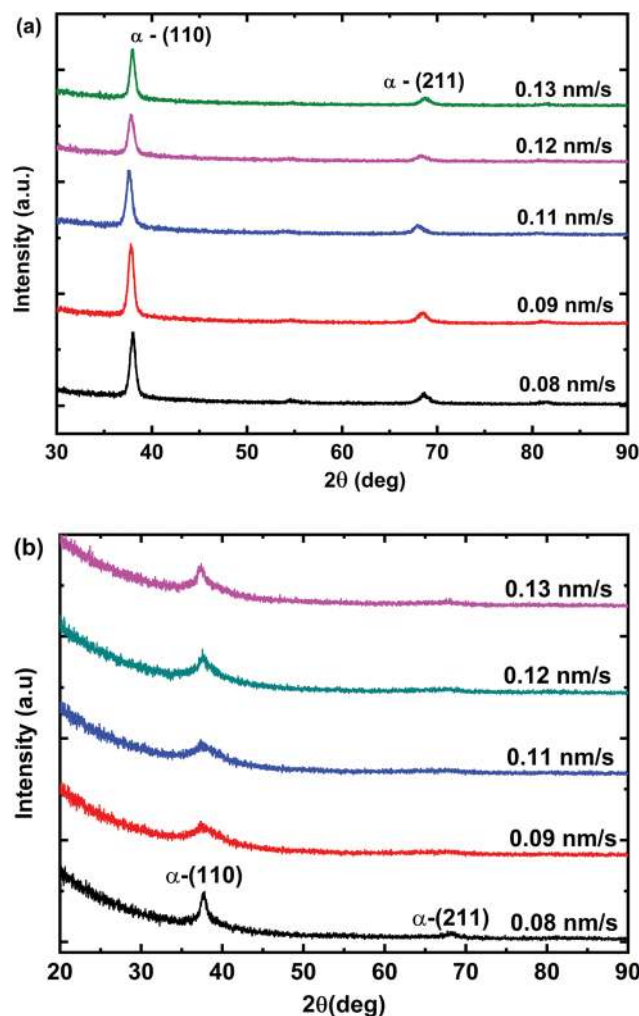 (a)
α - (110)
α - (211)
0.13 nm/s
0.12 nm/s
0.11 nm/s
0.09 nm/s
0.08 nm/s
Intensity (a.u.)
30 40 50 60 70 80 90
2θ (deg)
(b)
0.13 nm/s
0.12 nm/s
0.11 nm/s
0.09 nm/s
α-(110)
α-(211)
0.08 nm/s
Intensity (a.u)
20 30 40 50 60 70 80 90
2θ(deg)